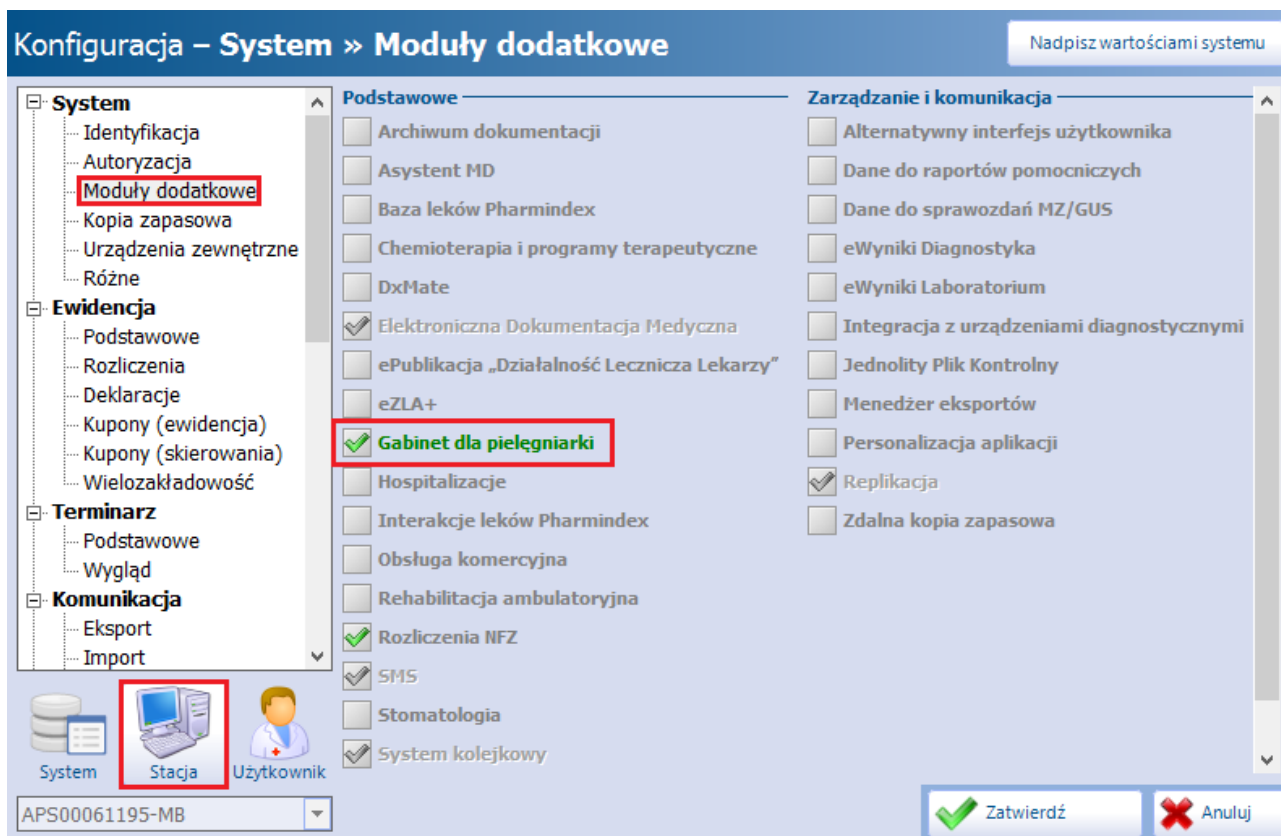 Konfiguracja – System » Moduły dodatkowe
Nadpisz wartościami systemu
System
Identyfikacja
Autoryzacja
Moduły dodatkowe
Kopia zapasowa
Urządzenia zewnętrzne
Różne
Ewidencja
Podstawowe
Rozliczenia
Deklaracje
Kupony (ewidencja)
Kupony (skierowania)
Wielozakładowość
Terminarz
Podstawowe
Wygląd
Komunikacja
Eksport
Import
System
Stacja
Użytkownik
APS00061195-MB
Podstawowe
Archiwum dokumentacji
Asystent MD
Baza leków Pharmindex
Chemioterapia i programy terapeutyczne
DxMate
Elektroniczna Dokumentacja Medyczna
ePublikacja „Działalność Lecznicza Lekarzy”
eZLA+
Gabinet dla pielęgniarki
Hospitalizacje
Interakcje leków Pharmindex
Obsługa komercyjna
Rehabilitacja ambulatoryjna
Rozliczenia NFZ
SMS
Stomatologia
System kolejkowy
Zarządzanie i komunikacja
Alternatywny interfejs użytkownika
Dane do raportów pomocniczych
Dane do sprawozdań MZ/GUS
eWyniki Diagnostyka
eWyniki Laboratorium
Integracja z urządzeniami diagnostycznymi
Jednolity Plik Kontrolny
Menedżer eksportów
Personalizacja aplikacji
Replikacja
Zdalna kopia zapasowa
Zatwierdź
Anuluj